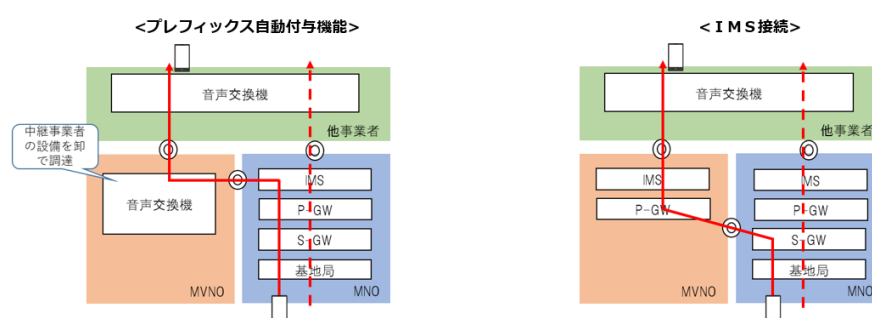 <プレフィックス自動付与機能>
音声交換機
他事業者
中継事業者
の設備を卸
で調達
音声交換機
MVNO
IMS
P-GW
S-GW
基地局
MNO
<IMS接続>
音声交換機
他事業者
IMS
P-GW
MVNO
IMS
P-GW
S-GW
基地局
MNO